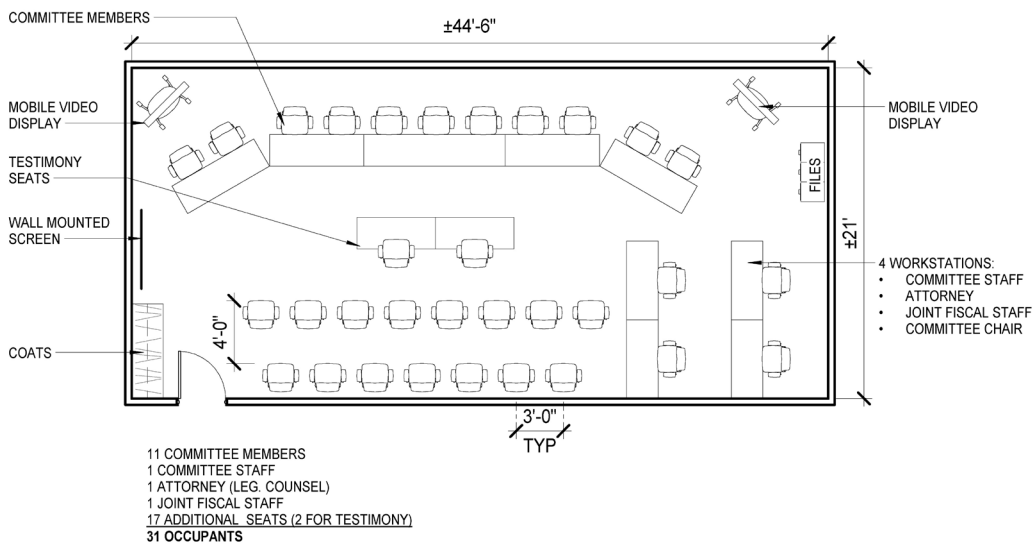 COMMITTEE MEMBERS
±44'-6"
MOBILE VIDEO
DISPLAY
MOBILE VIDEO
DISPLAY
TESTIMONY
SEATS
FILES
WALL MOUNTED
SCREEN
±21'
4 WORKSTATIONS:
• COMMITTEE STAFF
• ATTORNEY
• JOINT FISCAL STAFF
• COMMITTEE CHAIR
4'-0"
COATS
3'-0"
TYP
11 COMMITTEE MEMBERS
1 COMMITTEE STAFF
1 ATTORNEY (LEG. COUNSEL)
1 JOINT FISCAL STAFF
17 ADDITIONAL SEATS (2 FOR TESTIMONY)
31 OCCUPANTS